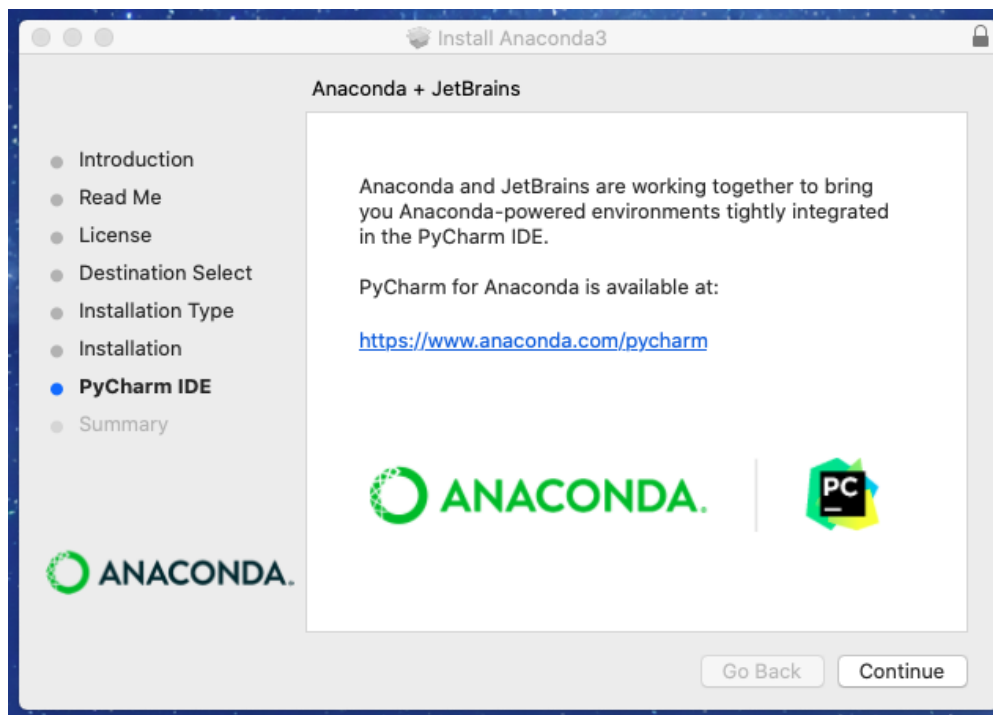 Install Anaconda3
Anaconda + JetBrains
Introduction
Read Me
License
Destination Select
Installation Type
Installation
PyCharm IDE
Summary
Anaconda and JetBrains are working together to bring
you Anaconda-powered environments tightly integrated
in the PyCharm IDE.
PyCharm for Anaconda is available at:
https://www.anaconda.com/pycharm
ANACONDA.
PC
ANACONDA.
Go Back
Continue